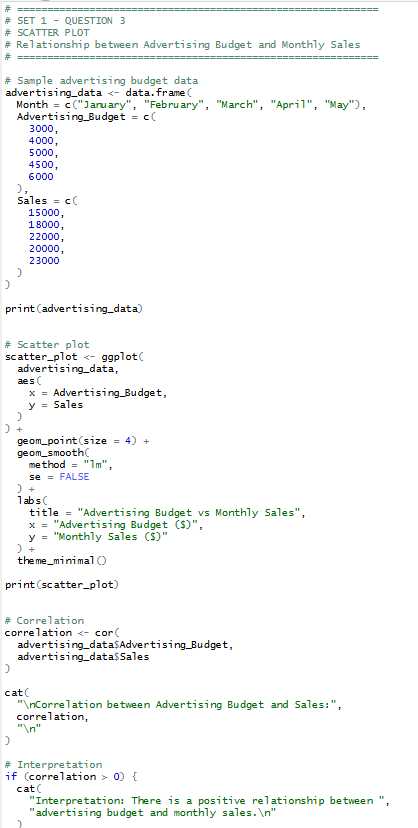 # ============================================================
# SET 1 - QUESTION 3
# SCATTER PLOT
# Relationship between Advertising Budget and Monthly Sales
# ============================================================
# Sample advertising budget data
advertising_data <- data.frame(
Month = c("January", "February", "March", "April", "May"),
Advertising_Budget = c(
3000,
4000,
5000,
4500,
6000
),
Sales = c(
15000,
18000,
22000,
20000,
23000
)
)
print(advertising_data)
# Scatter plot
scatter_plot <- ggplot(
advertising_data,
aes(
x = Advertising_Budget,
y = Sales
)
) +
geom_point(size = 4) +
geom_smooth(
method = "lm",
se = FALSE
) +
labs(
title = "Advertising Budget vs Monthly Sales",
x = "Advertising Budget ($)",
y = "Monthly Sales ($)"
) +
theme_minimal()
print(scatter_plot)
# Correlation
correlation <- cor(
advertising_data$Advertising_Budget,
advertising_data$Sales
)
cat(
"\nCorrelation between Advertising Budget and Sales:",
correlation,
"\n"
)
# Interpretation
if (correlation > 0) {
cat(
"Interpretation: There is a positive relationship between ",
"advertising budget and monthly sales.\n"
)